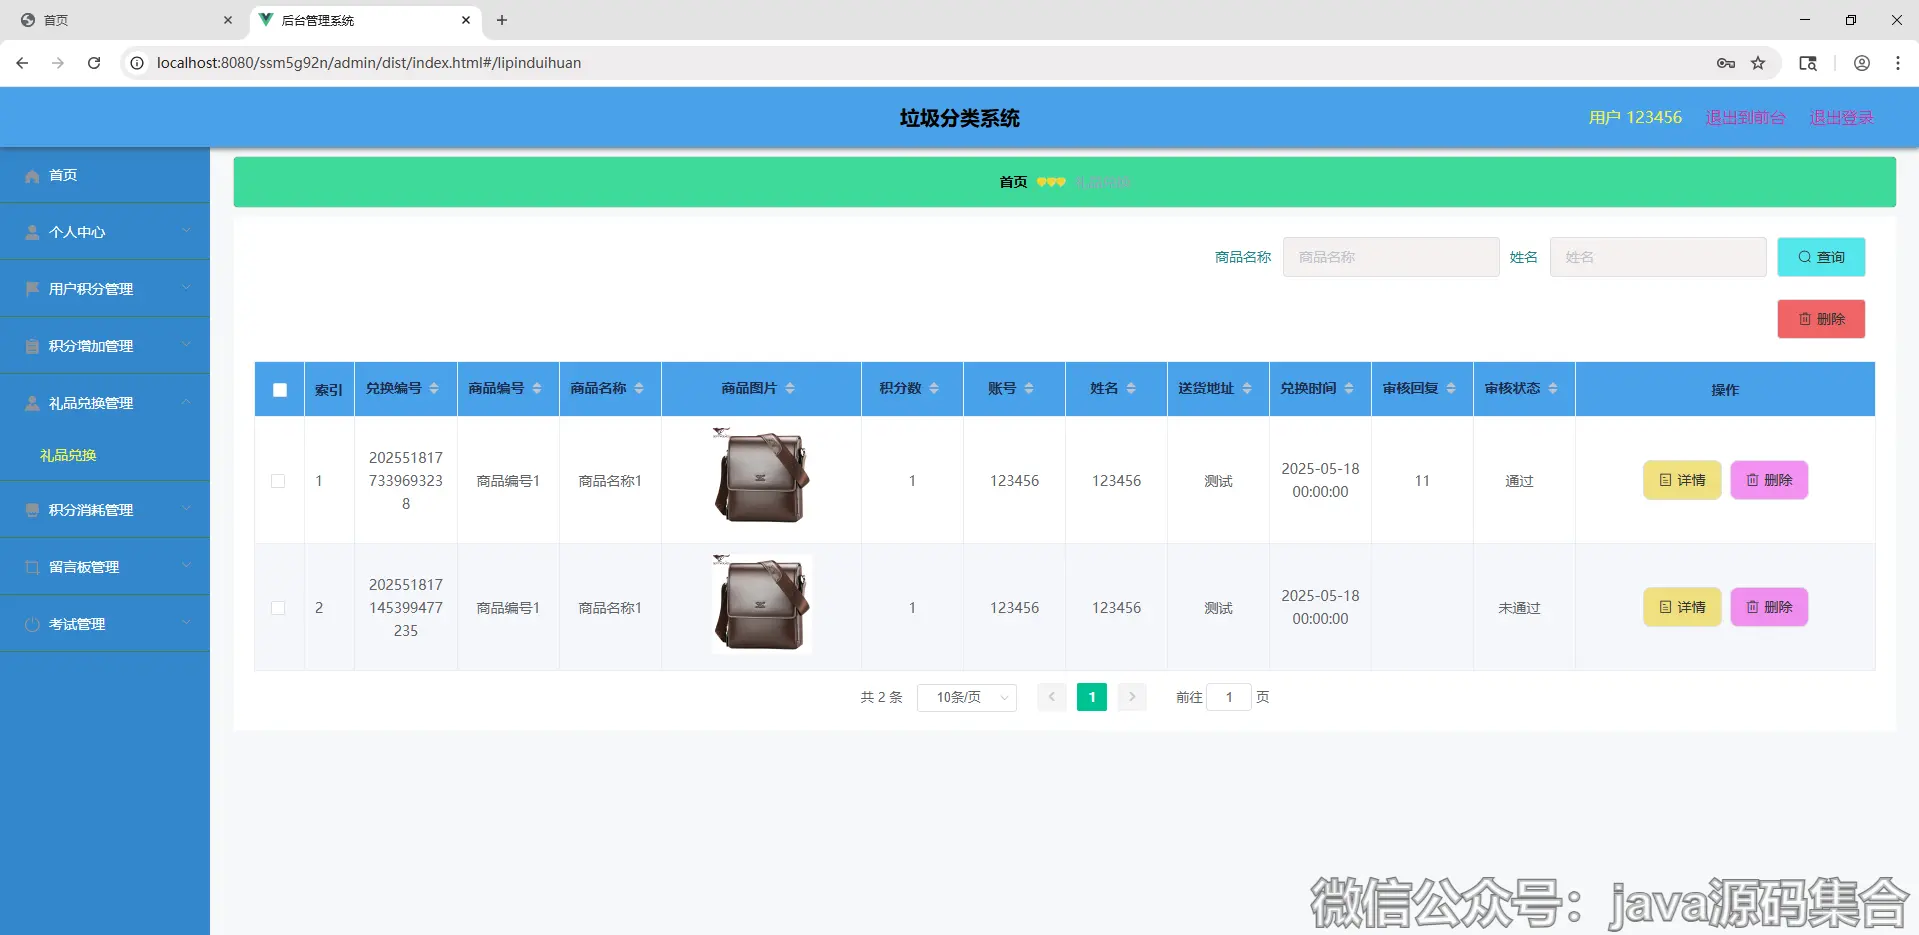 首页
后台管理系统
localhost:8080/ssm5g92n/admin/dist/index.html#/lipinduihuan
垃圾分类系统
用户 123456
退出到前台
退出登录
首页
个人中心
用户积分管理
积分增加管理
礼品兑换管理
礼品兑换
积分消耗管理
留言板管理
考试管理
首页 礼品兑换
商品名称 商品名称 姓名 姓名 查询
删除
索引 兑换编号 商品编号 商品名称 商品图片 积分数 账号 姓名 送货地址 兑换时间 审核回复 审核状态 操作
1 202551817 733969323 8 商品编号1 商品名称1 1 123456 123456 测试 2025-05-18 00:00:00 11 通过 详情 删除
2 202551817 145399477 235 商品编号1 商品名称1 1 123456 123456 测试 2025-05-18 00:00:00 未通过 详情 删除
共 2 条 10条/页 1 前往 1 页
微信公众号：java源码集合